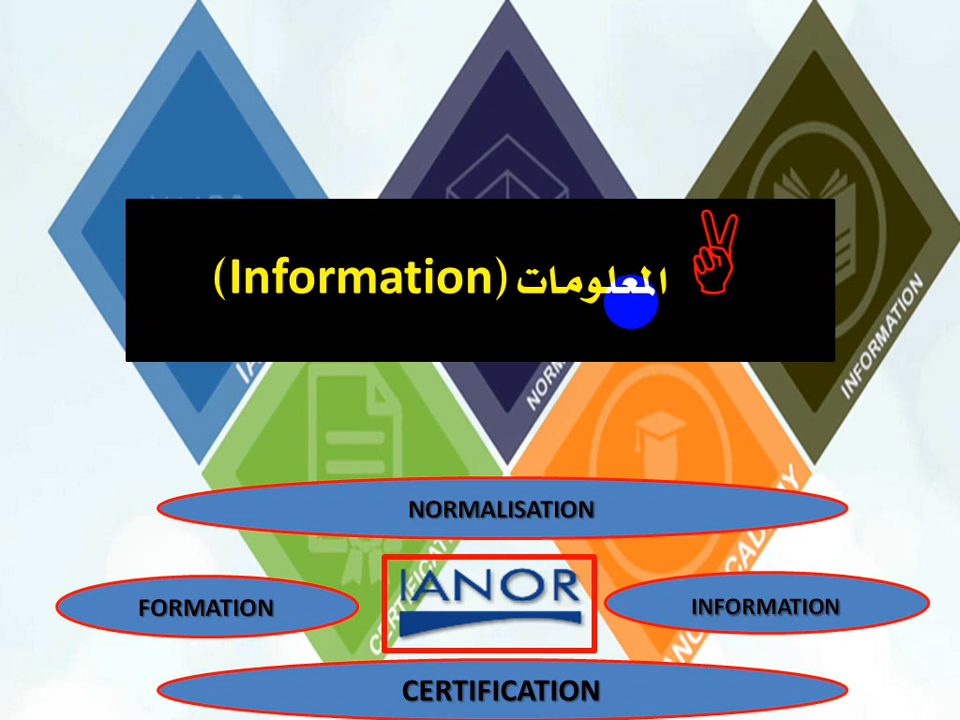 المعلومات (Information)
INFORMATION
NORMALISATION
IANOR
FORMATION
INFORMATION
CERTIFICATION